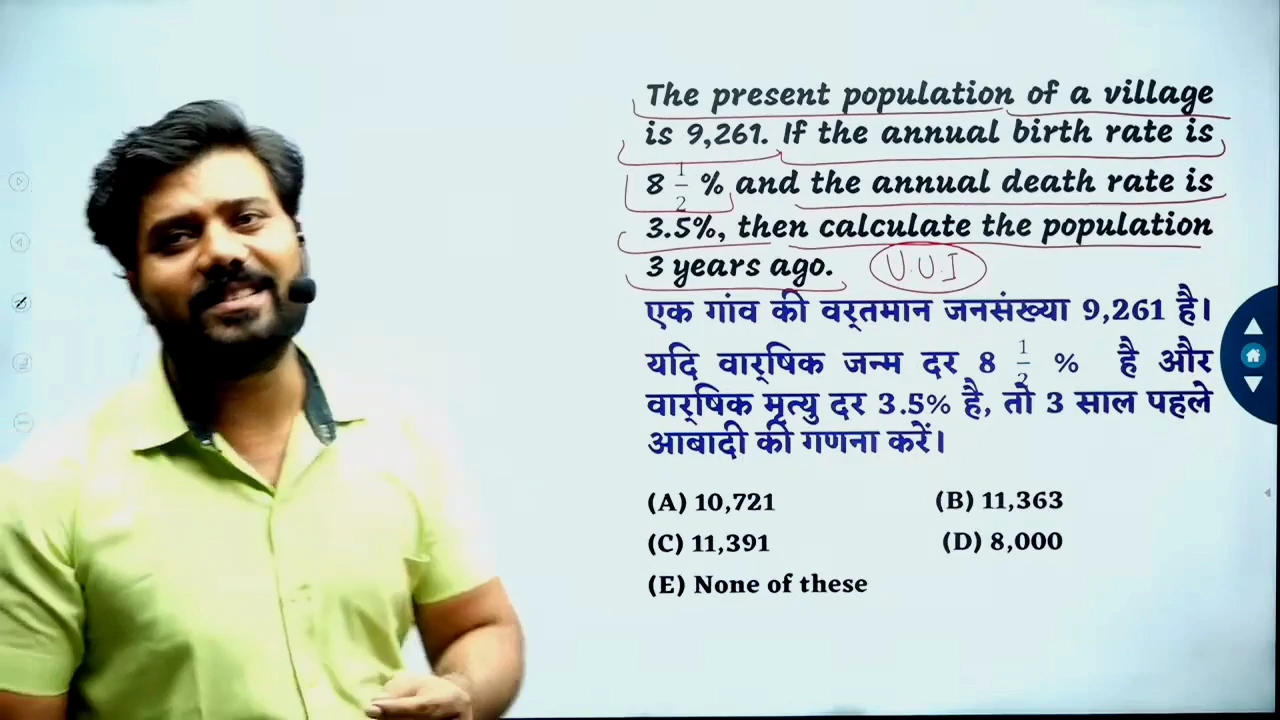 The present population of a village
is 9,261. If the annual birth rate is
8 1/2 % and the annual death rate is
3.5%, then calculate the population
3 years ago. V.V.I
एक गांव की वर्तमान जनसंख्या 9,261 है।
यदि वार्षिक जन्म दर 8 1/2 % है और
वार्षिक मृत्यु दर 3.5% है, तो 3 साल पहले
आबादी की गणना करें।
(A) 10,721 (B) 11,363
(C) 11,391 (D) 8,000
(E) None of these